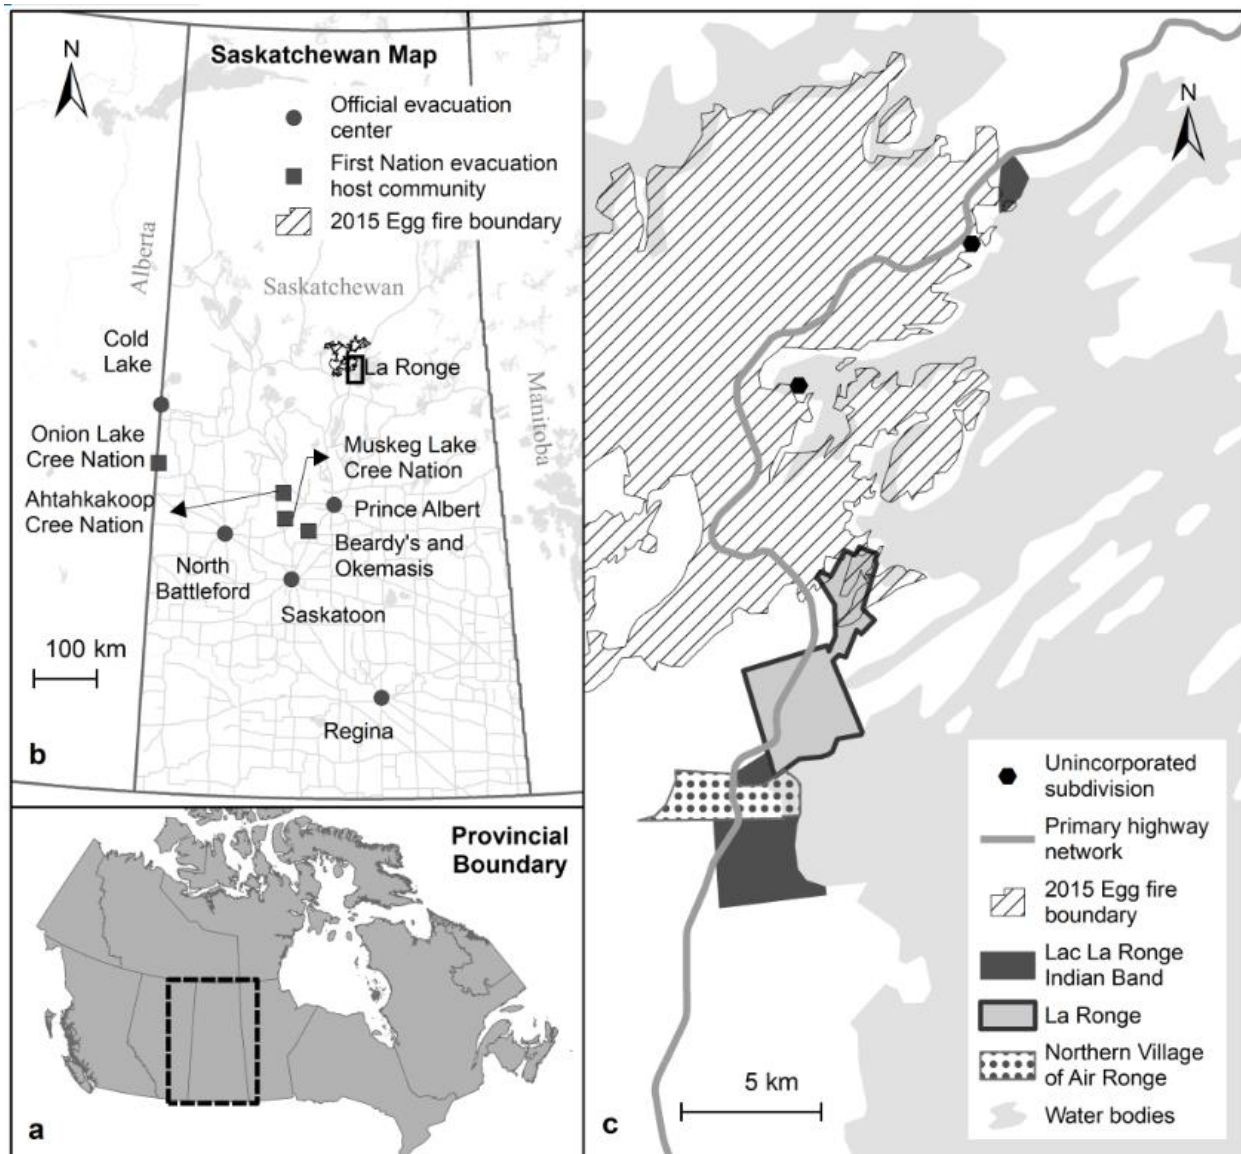 Saskatchewan Map
N
Official evacuation
center
First Nation evacuation
host community
2015 Egg fire boundary
Alberta
Saskatchewan
Manitoba
Cold
Lake
La Ronge
Onion Lake
Cree Nation
Muskeg Lake
Cree Nation
Ahtahkakoop
Cree Nation
Prince Albert
North
Battleford
Beardy's and
Okemasis
Saskatoon
100 km
Regina
b
Provincial
Boundary
a
N
Unincorporated
subdivision
Primary highway
network
2015 Egg fire
boundary
Lac La Ronge
Indian Band
La Ronge
Northern Village
of Air Ronge
Water bodies
5 km
c